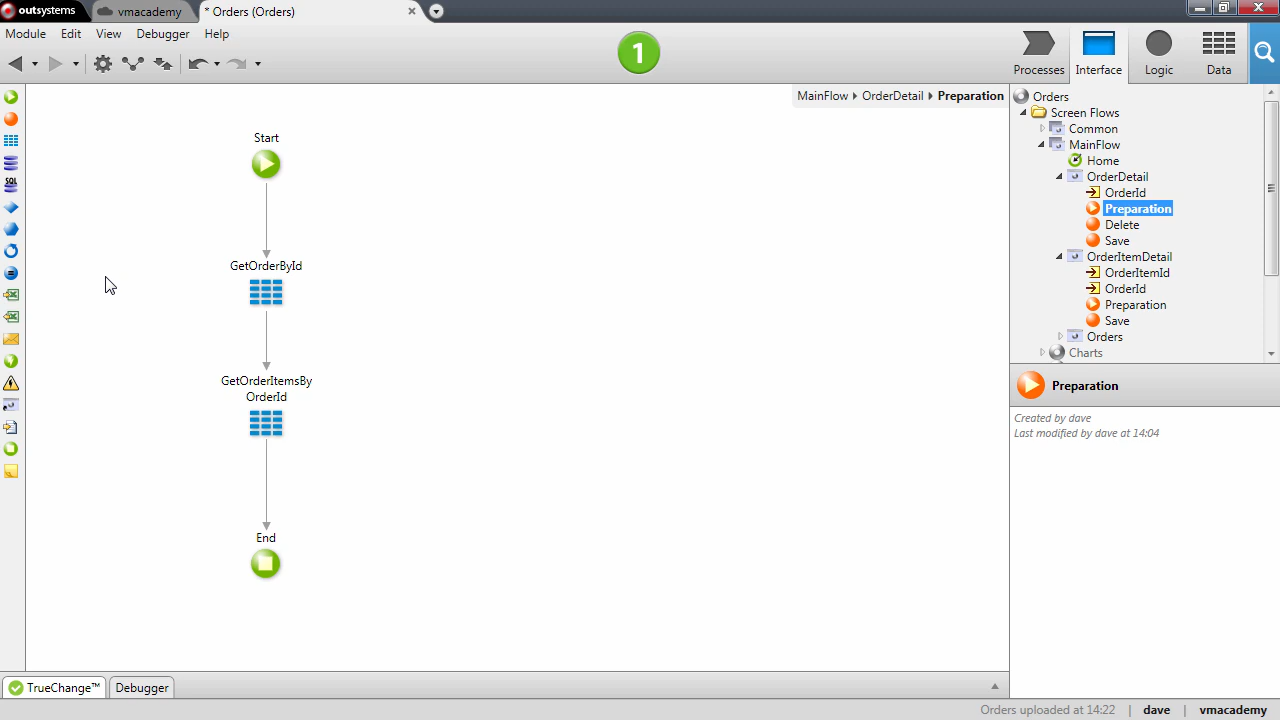 outsystems
vmacademy
* Orders (Orders)
Module Edit View Debugger Help
1
Processes Interface Logic Data
MainFlow OrderDetail Preparation
Start
GetOrderById
GetOrderItemsBy
OrderId
End
SQL
Orders
Screen Flows
Common
MainFlow
Home
OrderDetail
OrderId
Preparation
Delete
Save
OrderItemDetail
OrderItemId
OrderId
Preparation
Save
Orders
Charts
Preparation
Created by dave
Last modified by dave at 14:04
TrueChange™ Debugger
Orders uploaded at 14:22 | dave | vmacademy